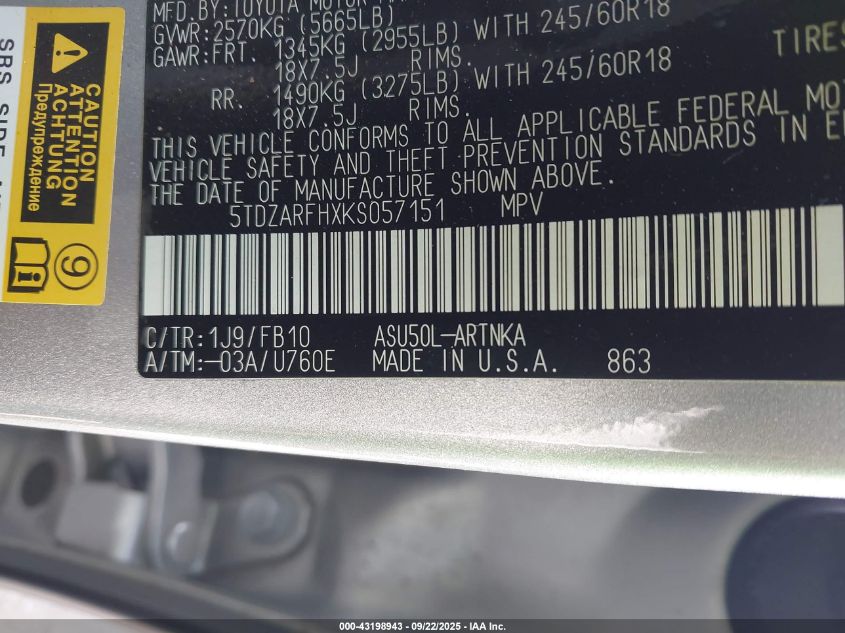 MFD.BY:TOYOTA MOTOR
GVWR:2570KG (5665LB)
GAWR:FRT. 1345KG (2955LB) WITH 245/60R18 TIRES
18X7.5J RIMS.
RR. 1490KG (3275LB) WITH 245/60R18
18X7.5J RIMS.
THIS VEHICLE CONFORMS TO ALL APPLICABLE FEDERAL MO
VEHICLE SAFETY AND THEFT PREVENTION STANDARDS IN E
THE DATE OF MANUFACTURE SHOWN ABOVE.
5TDZARFHXKS057151 MPV
C/TR:1J9/FB10 ASU50L-ARTNKA
A/TM:-03A/U760E MADE IN U.S.A. 863
SRS SIDE
CAUTION
ATTENTION
ACHTUNG
Предупреждение
9
000-43198943 - 09/22/2025 - IAA Inc.